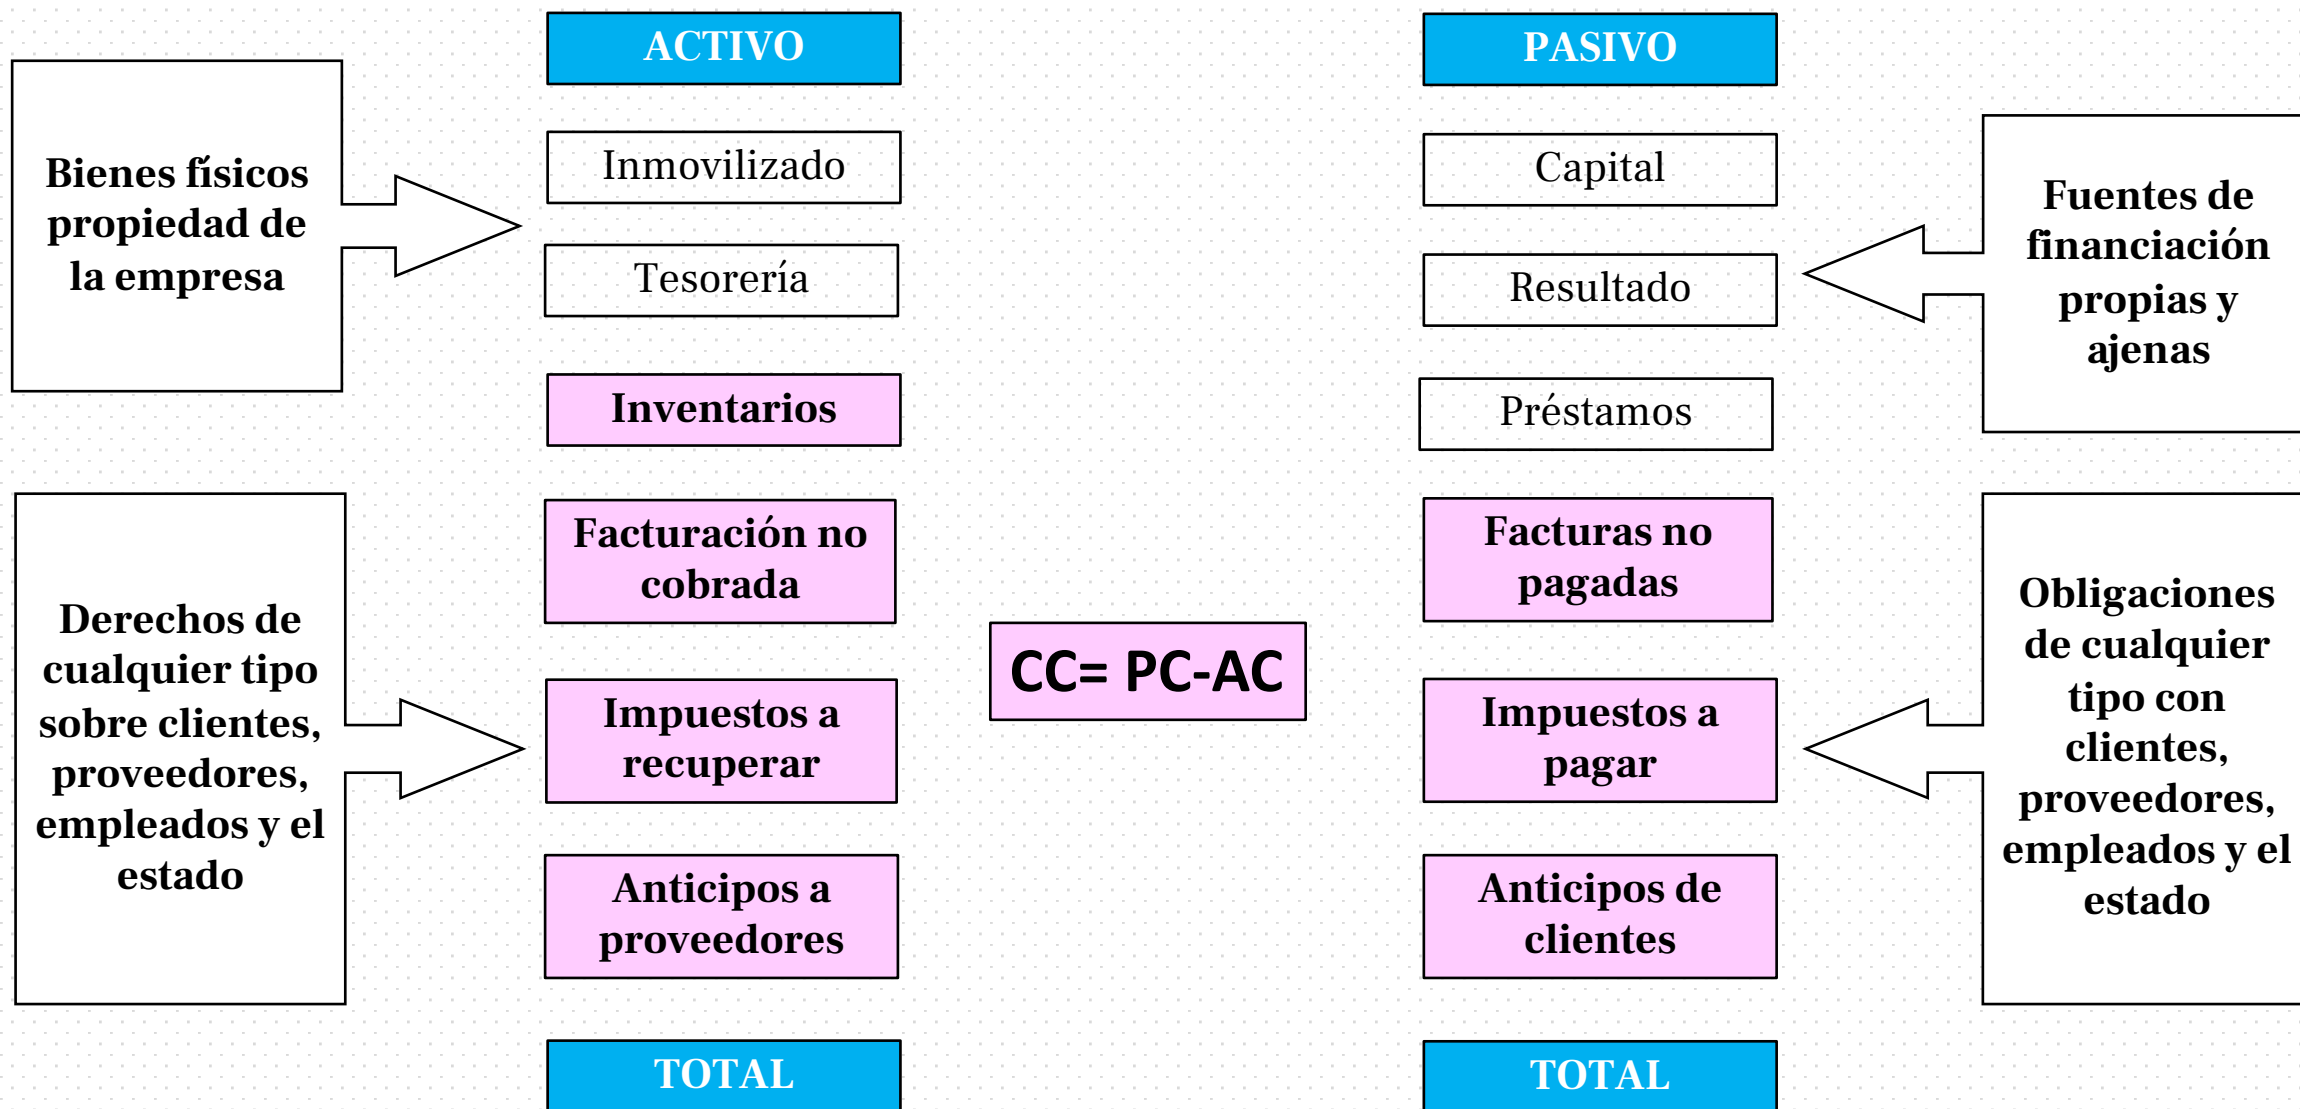 ACTIVO
PASIVO
Bienes físicos
propiedad de
la empresa
Inmovilizado
Tesorería
Inventarios
Capital
Resultado
Préstamos
Fuentes de
financiación
propias y
ajenas
Derechos de
cualquier tipo
sobre clientes,
proveedores,
empleados y el
estado
Facturación no
cobrada
Impuestos a
recuperar
Anticipos a
proveedores
CC= PC-AC
Facturas no
pagadas
Impuestos a
pagar
Anticipos de
clientes
Obligaciones
de cualquier
tipo con
clientes,
proveedores,
empleados y el
estado
TOTAL
TOTAL